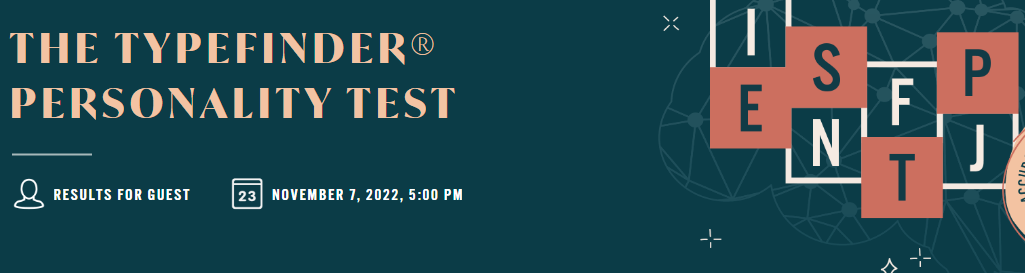 THE TYPEFINDER®
PERSONALITY TEST
RESULTS FOR GUEST
23
NOVEMBER 7, 2022, 5:00 PM
I
S
P
E
F
N
J
T